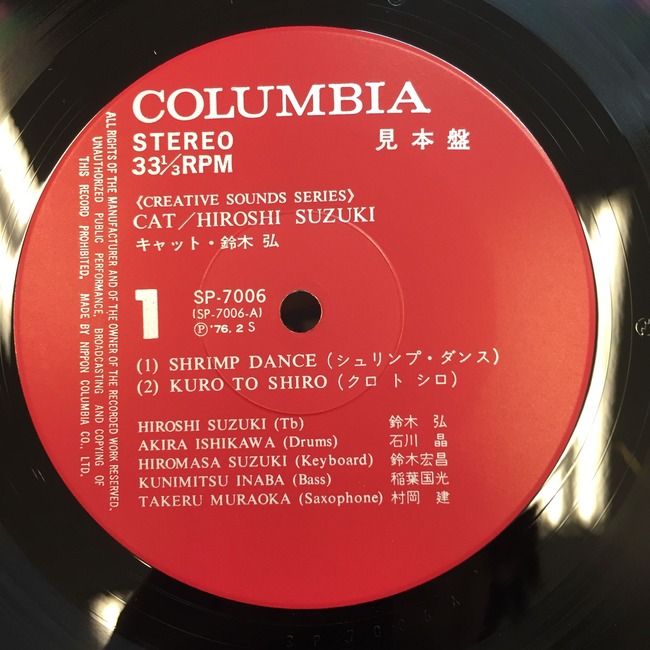 COLUMBIA
STEREO 見本盤
33⅓RPM
《CREATIVE SOUNDS SERIES》
CAT/HIROSHI SUZUKI
キャット・鈴木 弘
1 SP-7006
(SP-7006-A)
Ⓟ'76. 2 S
(1) SHRIMP DANCE (シュリンプ・ダンス)
(2) KURO TO SHIRO (クロ ト シロ)
HIROSHI SUZUKI (Tb) 鈴木 弘
AKIRA ISHIKAWA (Drums) 石川 晶
HIROMASA SUZUKI (Keyboard) 鈴木宏昌
KUNIMITSU INABA (Bass) 稲葉国光
TAKERU MURAOKA (Saxophone) 村岡 建
ALL RIGHTS OF THE MANUFACTURER AND OF THE OWNER OF THE RECORDED WORK RESERVED.
UNAUTHORIZED PUBLIC PERFORMANCE, BROADCASTING AND COPYING OF
THIS RECORD PROHIBITED. MADE BY NIPPON COLUMBIA CO., LTD.